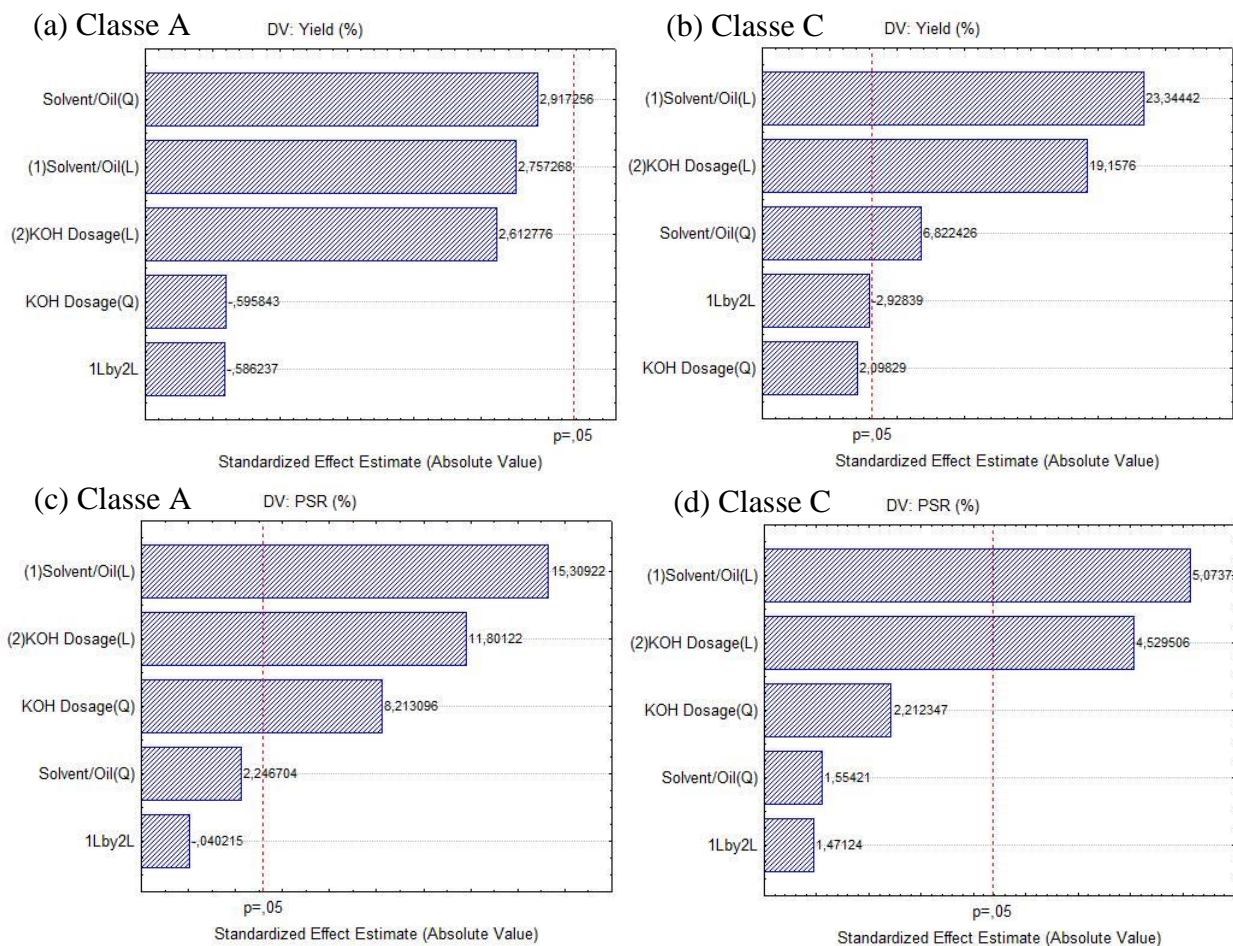 (a) Classe A
DV: Yield (%)
Solvent/Oil(Q)
2,917256
(1)Solvent/Oil(L)
2,757268
(2)KOH Dosage(L)
2,612776
KOH Dosage(Q)
-,595843
1Lby2L
-,586237
p=,05
Standardized Effect Estimate (Absolute Value)
(b) Classe C
DV: Yield (%)
(1)Solvent/Oil(L)
23,34442
(2)KOH Dosage(L)
19,1576
Solvent/Oil(Q)
6,822426
1Lby2L
-2,92839
KOH Dosage(Q)
2,09829
p=,05
Standardized Effect Estimate (Absolute Value)
(c) Classe A
DV: PSR (%)
(1)Solvent/Oil(L)
15,30922
(2)KOH Dosage(L)
11,80122
KOH Dosage(Q)
8,213096
Solvent/Oil(Q)
2,246704
1Lby2L
-,040215
p=,05
Standardized Effect Estimate (Absolute Value)
(d) Classe C
DV: PSR (%)
(1)Solvent/Oil(L)
5,0737
(2)KOH Dosage(L)
4,529506
KOH Dosage(Q)
2,212347
Solvent/Oil(Q)
1,55421
1Lby2L
1,47124
p=,05
Standardized Effect Estimate (Absolute Value)